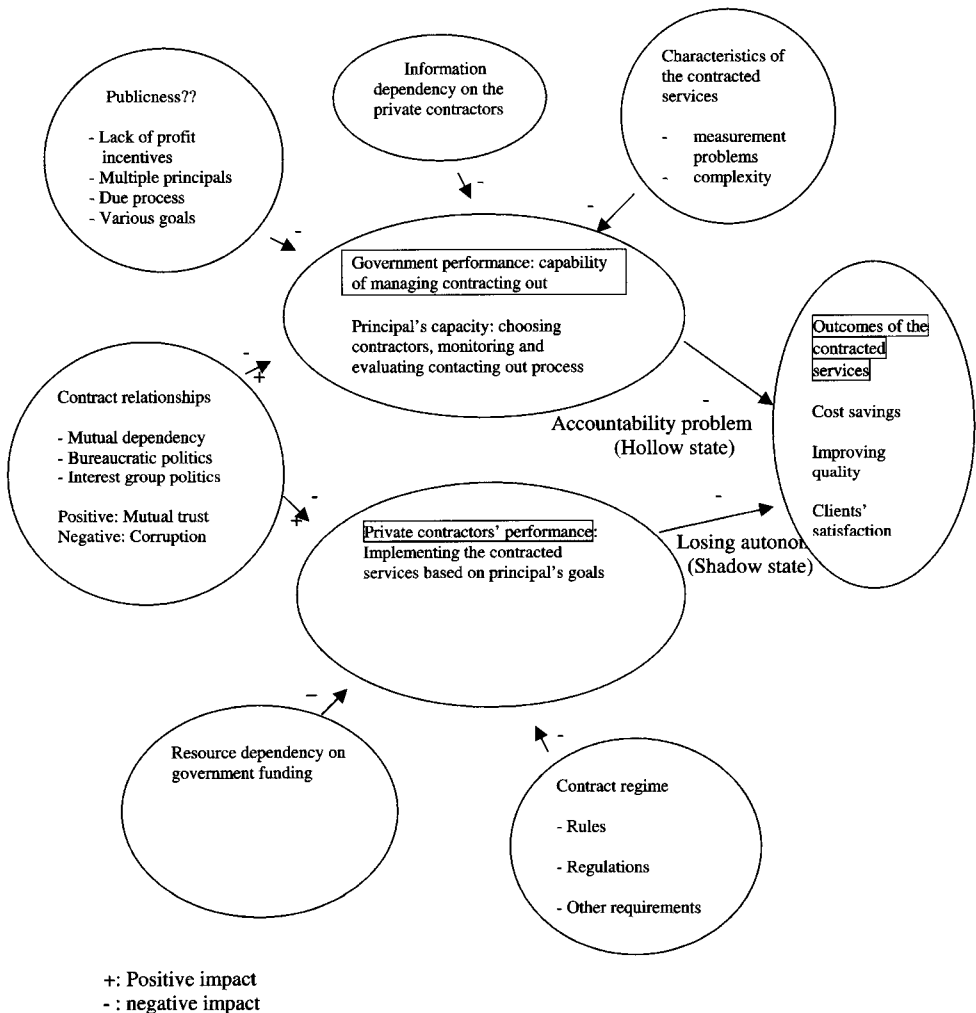 Publicness??
- Lack of profit
incentives
- Multiple principals
- Due process
- Various goals
Information
dependency on the
private contractors
Characteristics of
the contracted
services
- measurement
problems
- complexity
-
-
-
Government performance: capability
of managing contracting out
Principal's capacity: choosing
contractors, monitoring and
evaluating contacting out process
-
+
Contract relationships
- Mutual dependency
- Bureaucratic politics
- Interest group politics
Positive: Mutual trust
Negative: Corruption
-
+
Outcomes of the
contracted
services
Cost savings
Improving
quality
Clients'
satisfaction
-
Accountability problem
(Hollow state)
-
Private contractors' performance:
Implementing the contracted
services based on principal's goals
Losing
(Shadow state)
-
-
Resource dependency on
government funding
Contract regime
- Rules
- Regulations
- Other requirements
+: Positive impact
- : negative impact